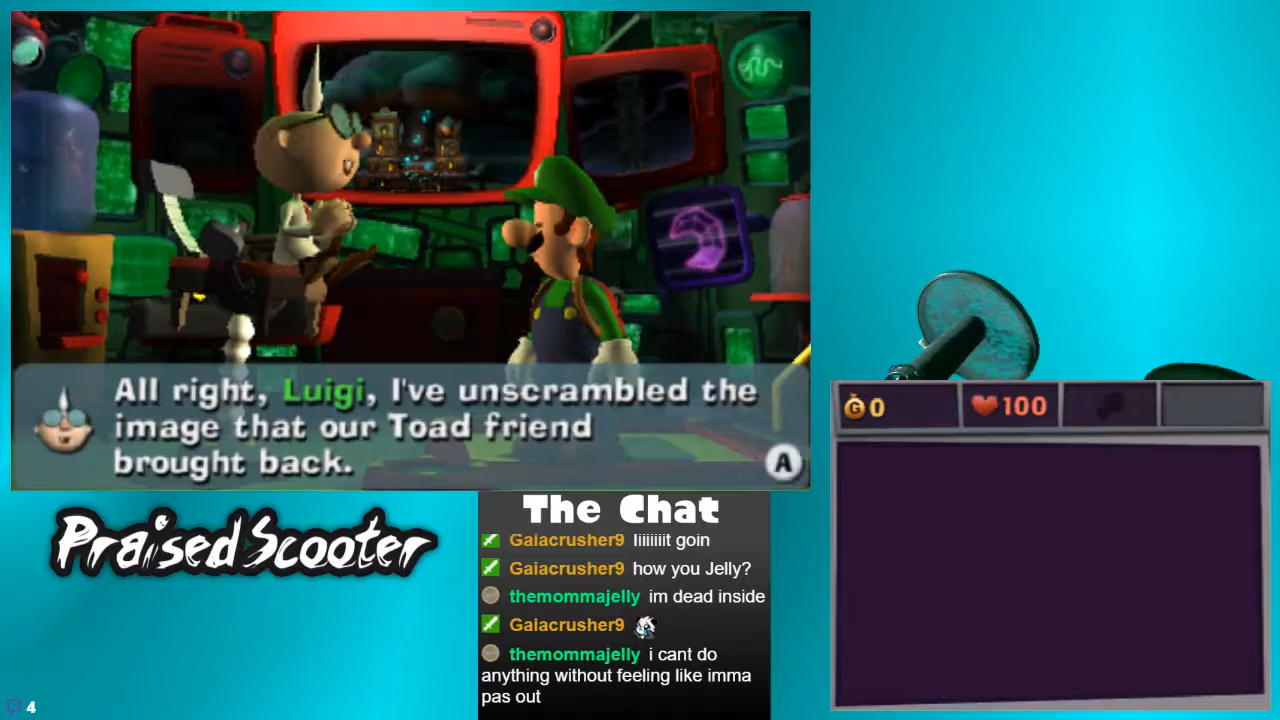 All right, Luigi, I've unscrambled the
image that our Toad friend
brought back.
A
G 0
100
Praised Scooter
The Chat
Gaiacrusher9 Iiiiiiiit goin
Gaiacrusher9 how you Jelly?
themommajelly im dead inside
Gaiacrusher9
themommajelly i cant do
anything without feeling like imma
pas out
4